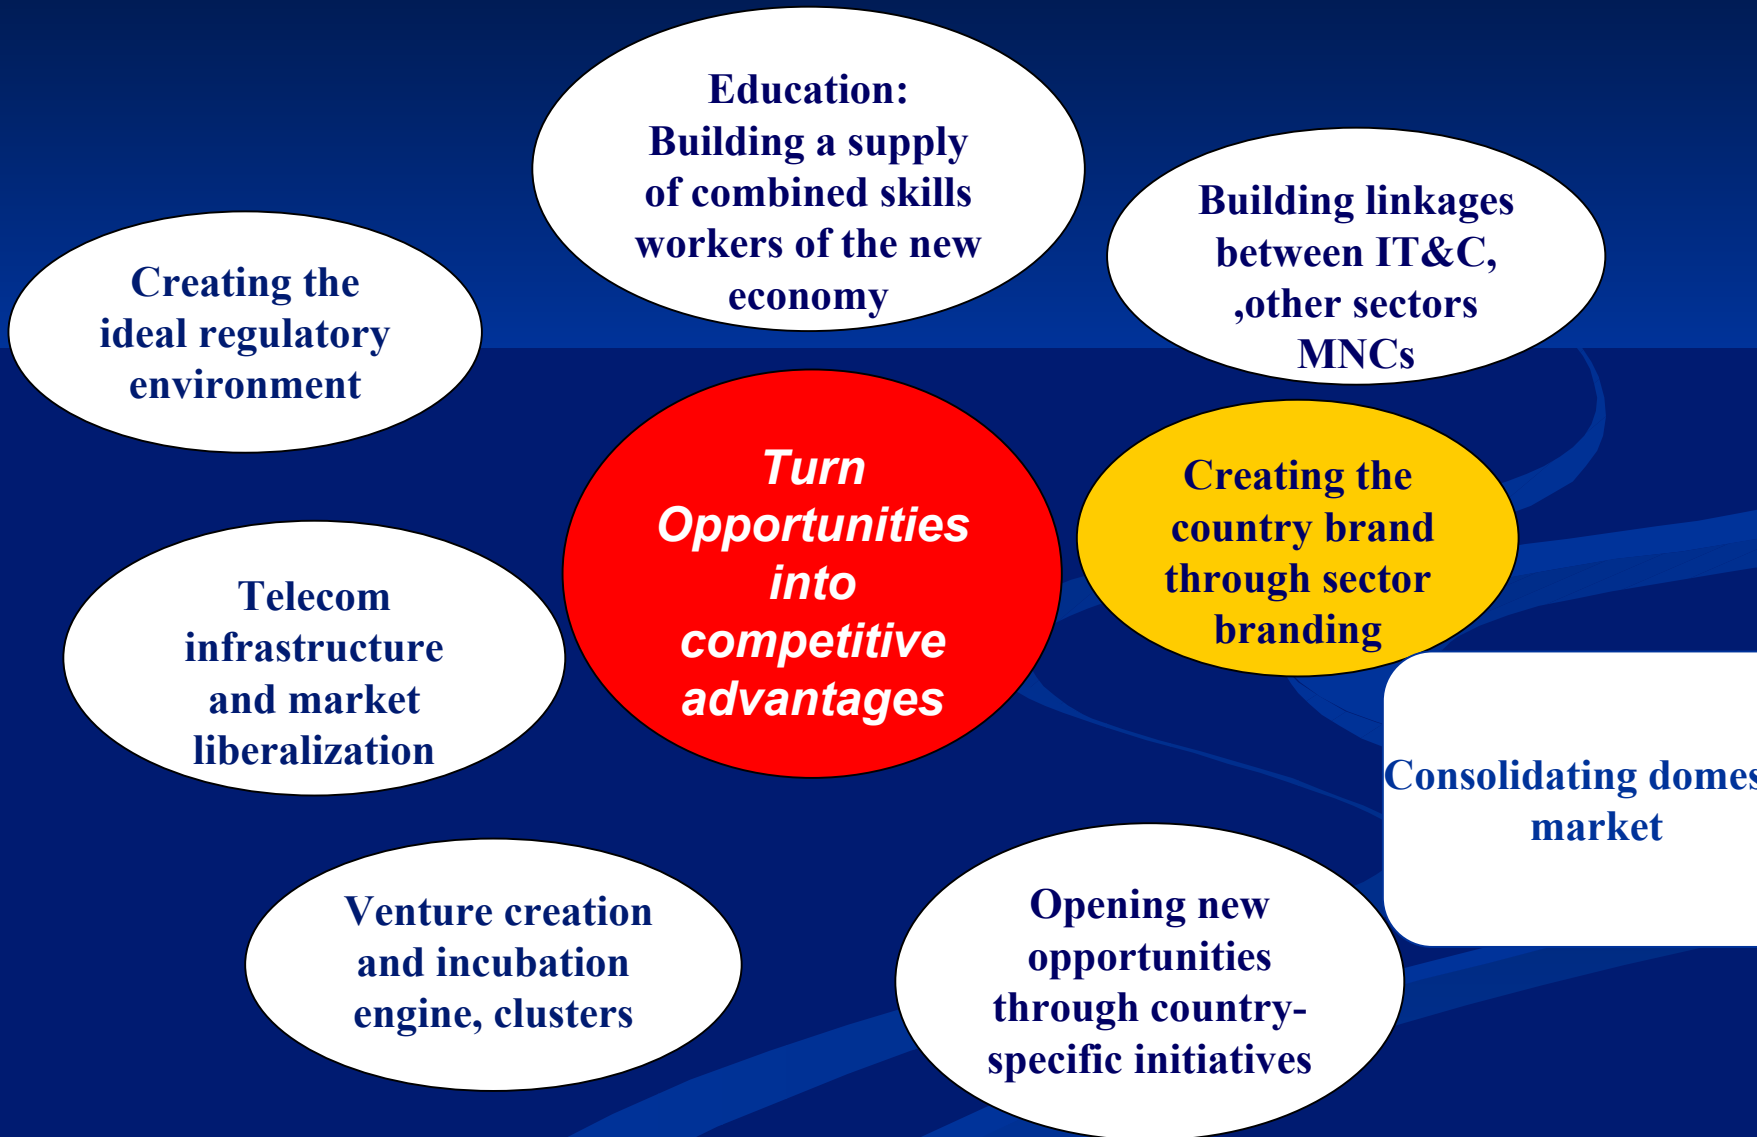 Education:
Building a supply
of combined skills
workers of the new
economy
Building linkages
between IT&C,
,other sectors
MNCs
Creating the
ideal regulatory
environment
Turn
Opportunities
into
competitive
advantages
Creating the
country brand
through sector
branding
Telecom
infrastructure
and market
liberalization
Consolidating
market
Venture creation
and incubation
engine, clusters
Opening new
opportunities
through country-
specific initiatives